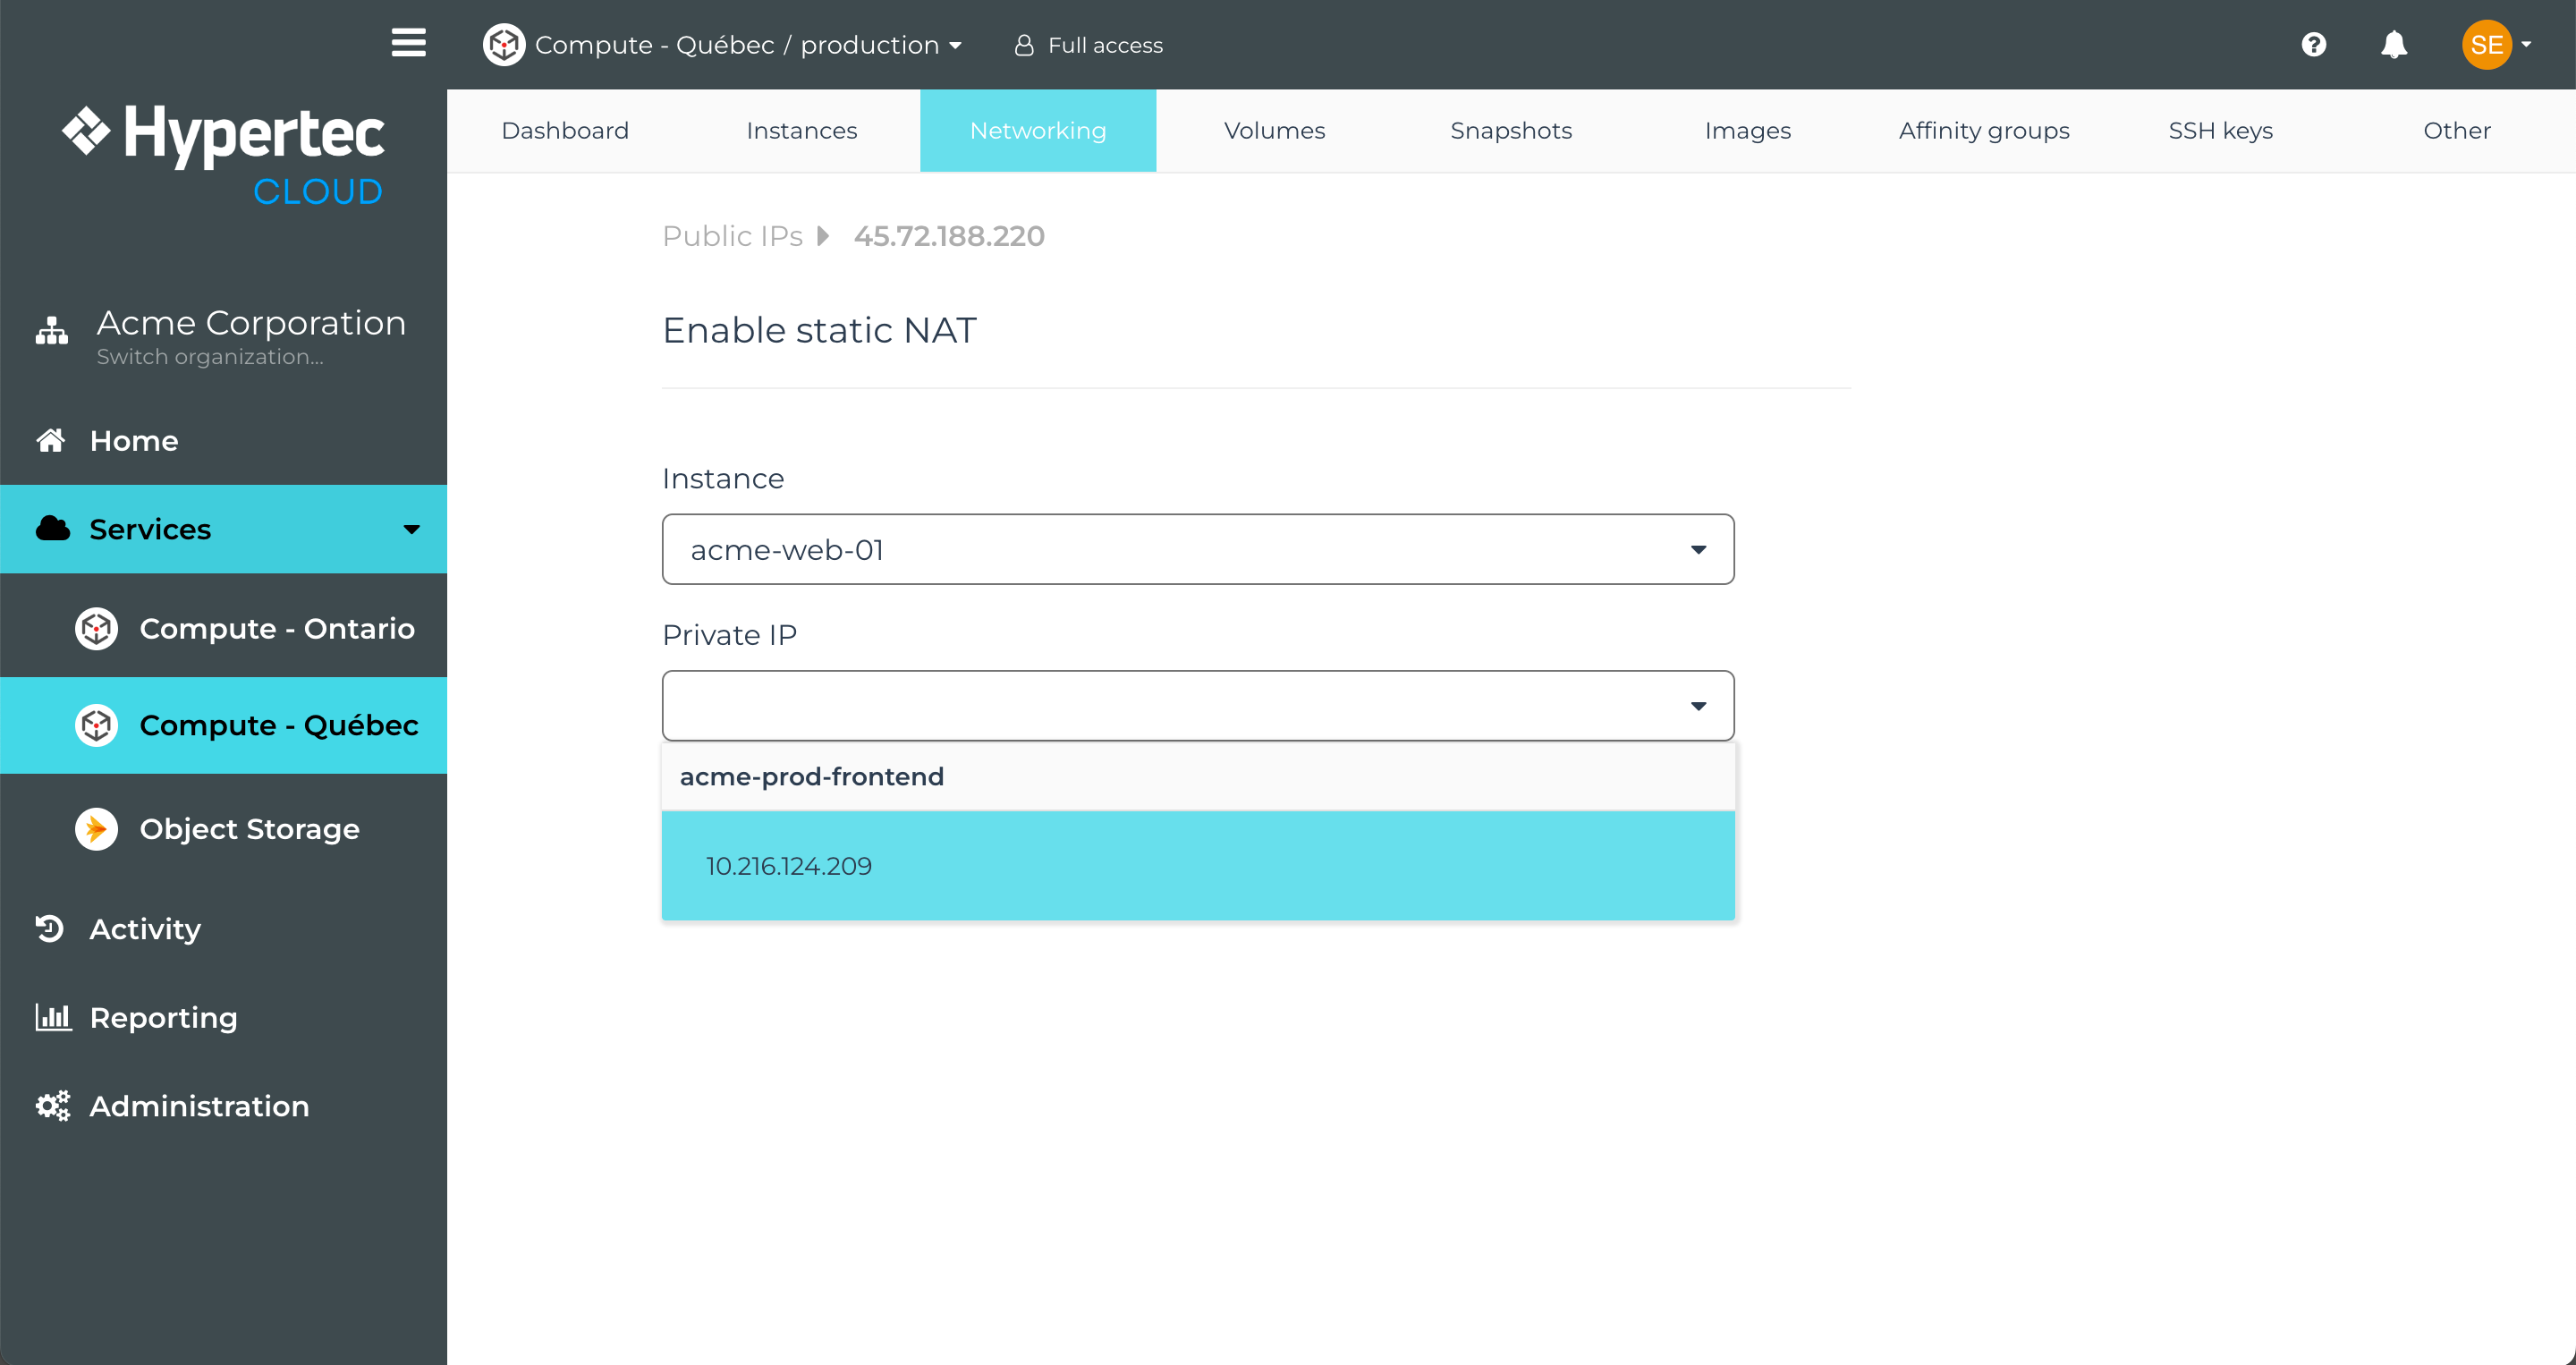 Compute - Québec / production
Full access
SE
Hypertec
CLOUD
Acme Corporation
Switch organization...
Home
Services
Compute - Ontario
Compute - Québec
Object Storage
Activity
Reporting
Administration
Dashboard
Instances
Networking
Volumes
Snapshots
Images
Affinity groups
SSH keys
Other
Public IPs
45.72.188.220
Enable static NAT
Instance
acme-web-01
Private IP
acme-prod-frontend
10.216.124.209